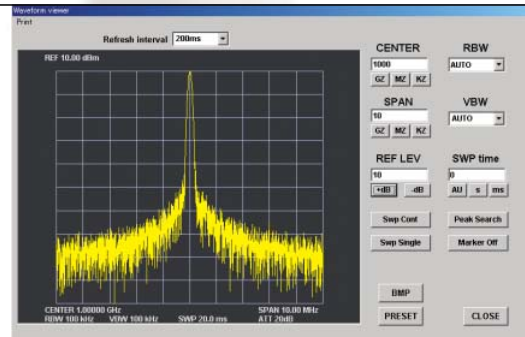 Waveform viewer
Print
Refresh interval 200ms
REF 10.00 dBm
CENTER 1.00000 GHz SPAN 10.00 MHz
RBW 100 kHz VBW 100 kHz SWP 20.0 ms ATT 20dB
CENTER RBW
1000 AUTO
GZ MZ KZ
SPAN VBW
10 AUTO
GZ MZ KZ
REF LEV SWP time
10 0
+dB -dB AU s ms
Swp Cont Peak Search
Swp Single Marker Off
BMP
PRESET CLOSE